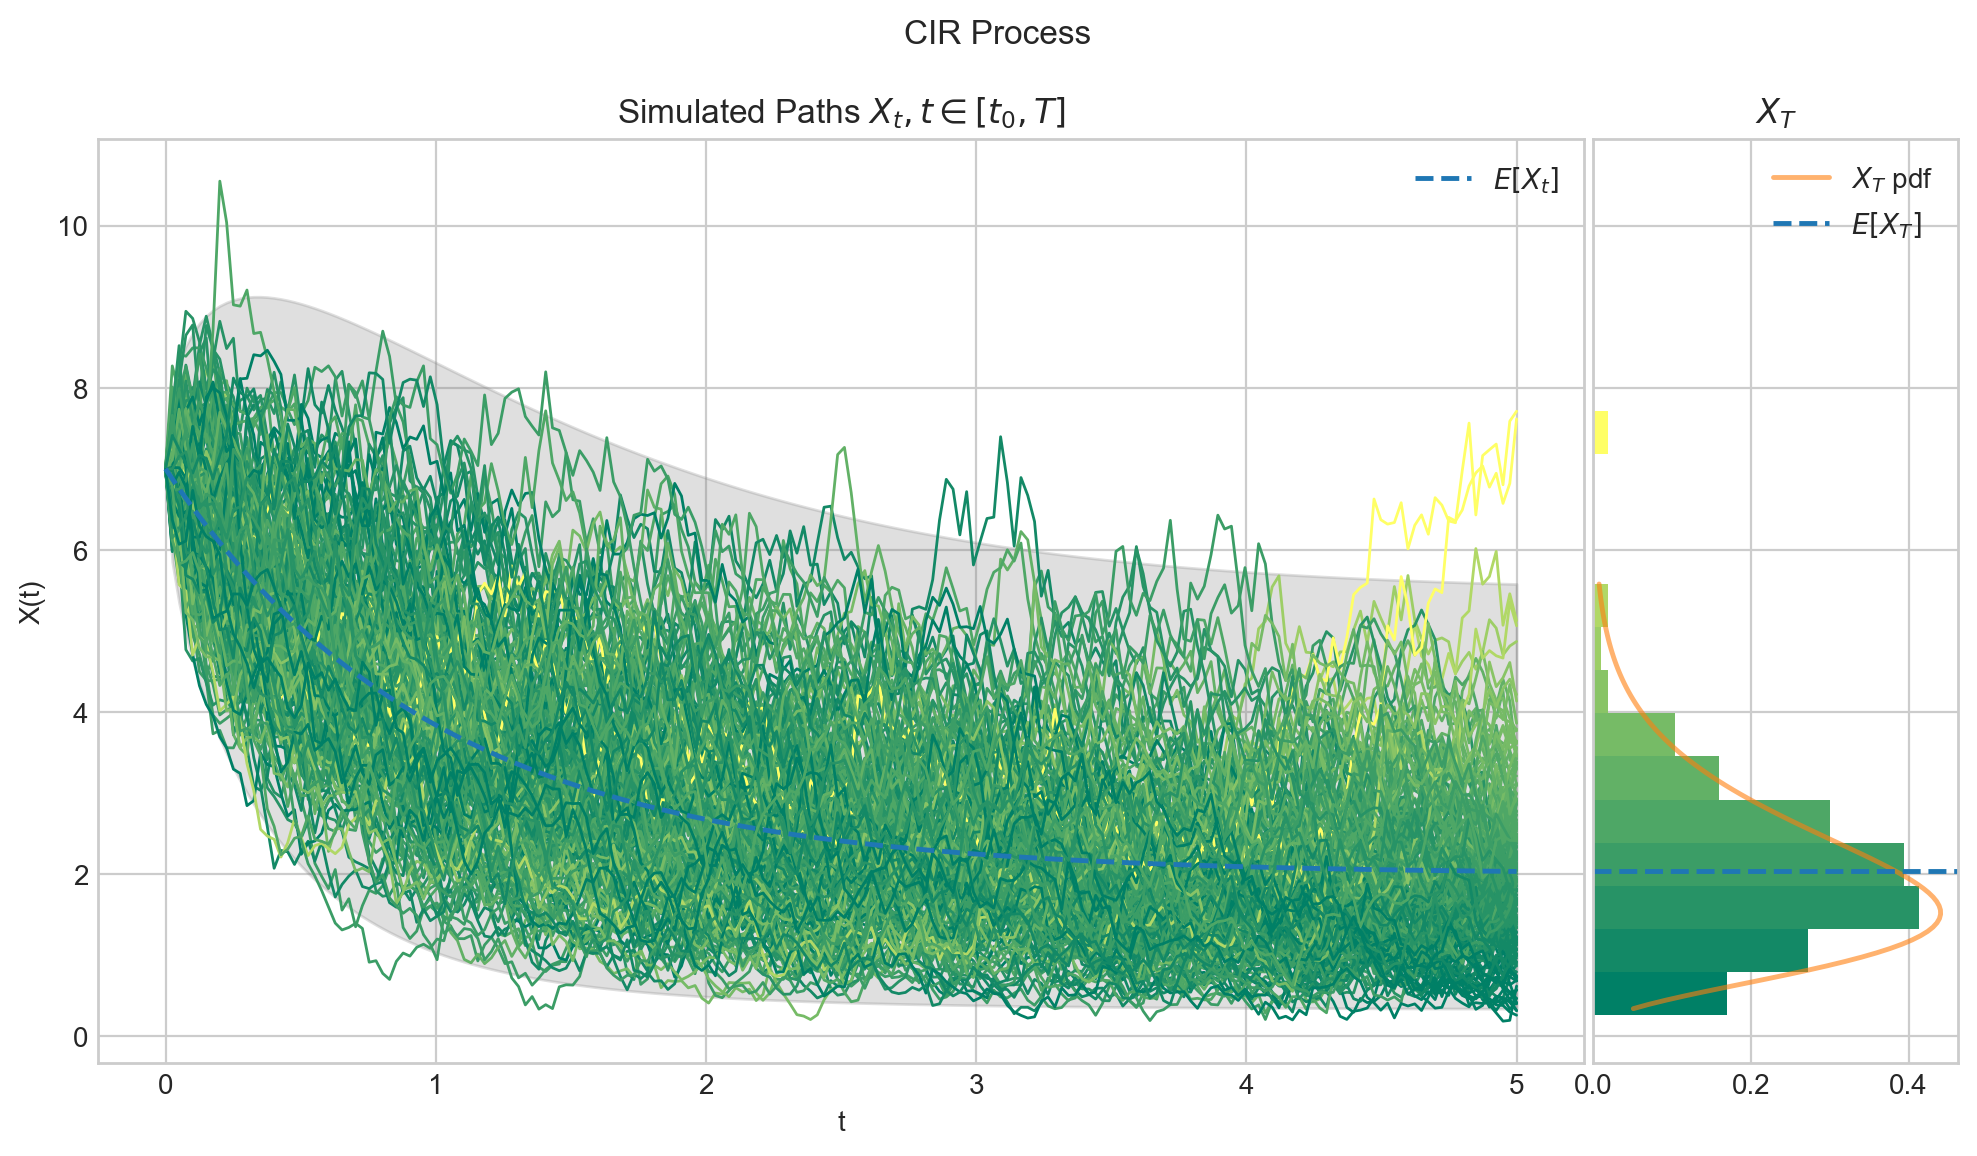 CIR Process
Simulated Paths $X_t, t \in [t_0, T]$
$X_T$
$E[X_t]$
$X_T$ pdf
$E[X_T]$
X(t)
10
8
6
4
2
0
0 1 2 3 4 5
0.0 0.2 0.4
t